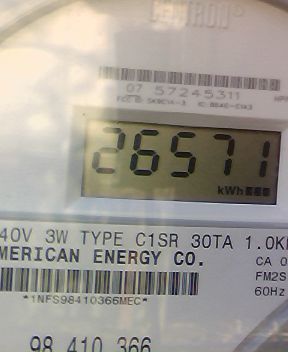 CENTRON®
07 57245311
26571
kWh
40V 3W TYPE C1SR 30TA 1.0K
MERICAN ENERGY CO.
CA 0
FM2S
*1NFS98410366MEC*
60Hz
98 410 366